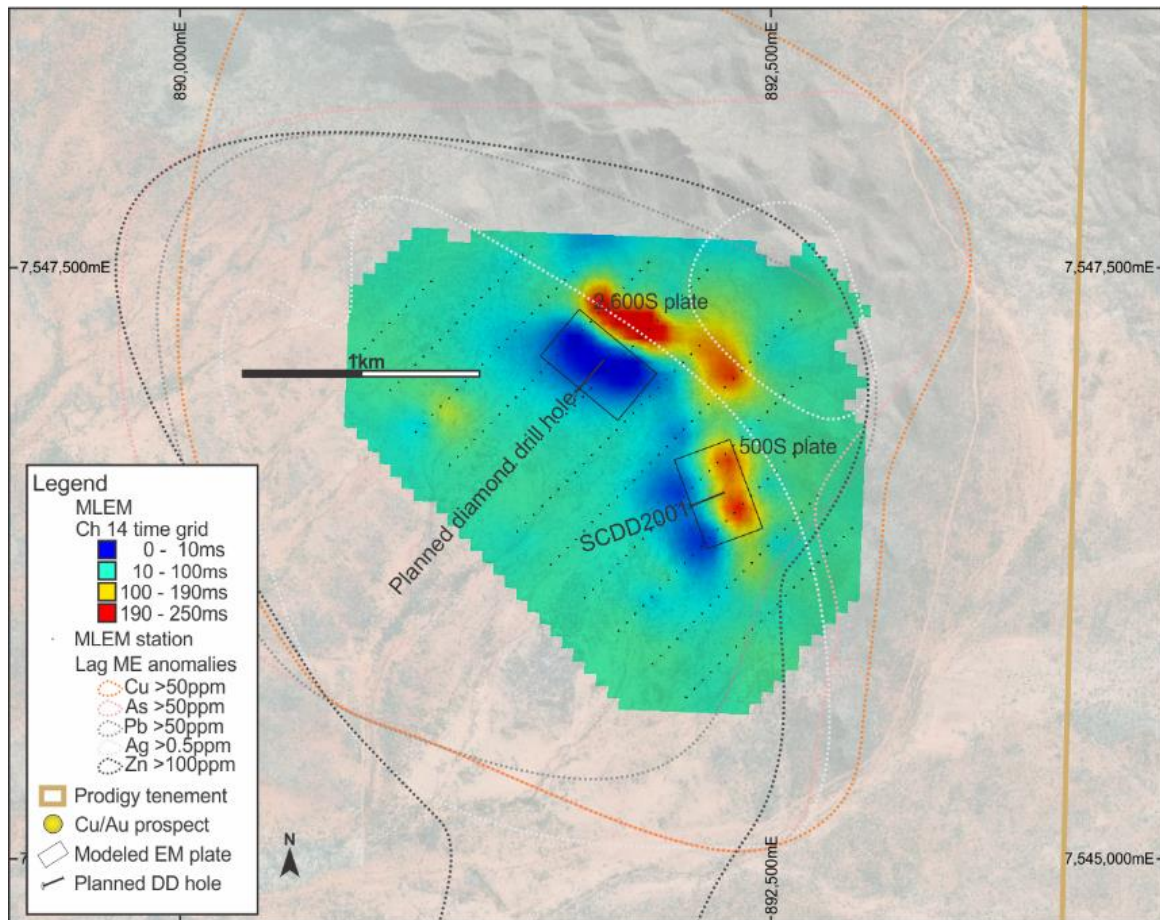 890,000mE
892,500mE
7,547,500mE
7,547,500mE
2,600S plate
1km
Planned diamond drill hole
500S plate
SCDD2001
Legend
MLEM
Ch 14 time grid
0 - 10ms
10 - 100ms
100 - 190ms
190 - 250ms
MLEM station
Lag ME anomalies
Cu >50ppm
As >50ppm
Pb >50ppm
Ag >0.5ppm
Zn >100ppm
Prodigy tenement
Cu/Au prospect
Modeled EM plate
Planned DD hole
N
7,545,000mE
892,500mE